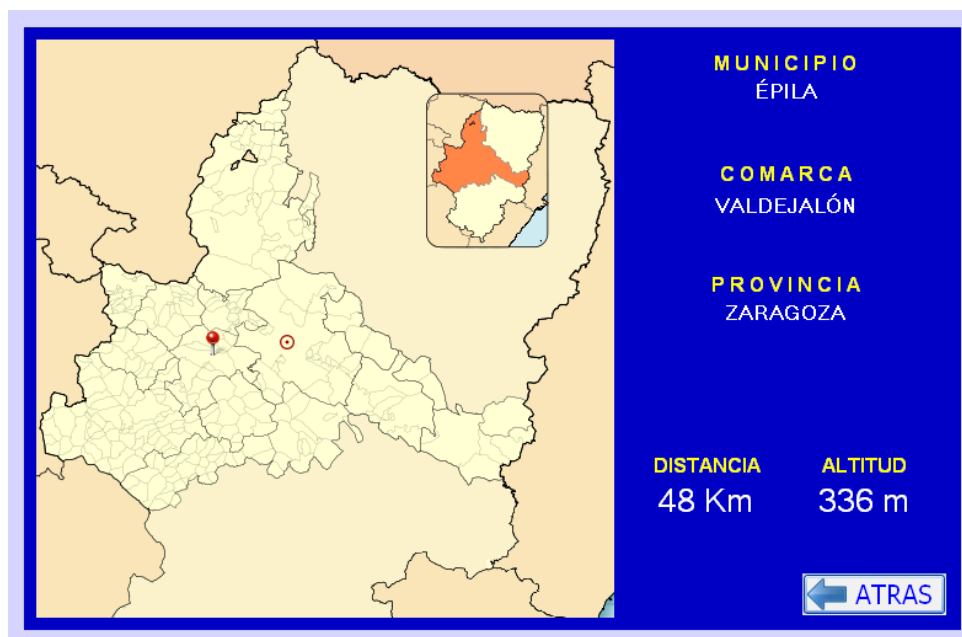 MUNICIPIO
ÉPILA
COMARCA
VALDEJALÓN
PROVINCIA
ZARAGOZA
DISTANCIA ALTITUD
48 Km 336 m
ATRAS